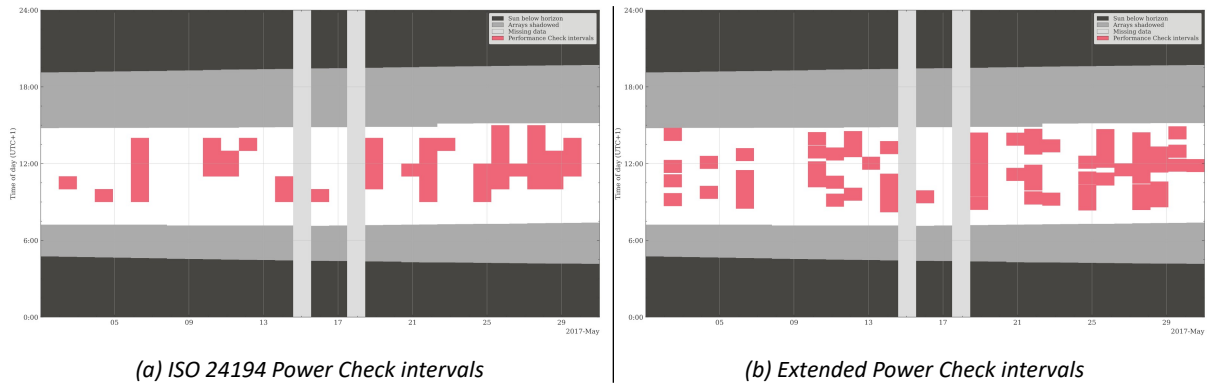 24:00
18:00
12:00
6:00
0:00
Time of day (UTC+1)
Sun below horizon
Arrays shadowed
Missing data
Performance Check intervals
05 09 13 17 21 25 29
2017-May
(a) ISO 24194 Power Check intervals
24:00
18:00
12:00
6:00
0:00
Time of day (UTC+1)
Sun below horizon
Arrays shadowed
Missing data
Performance Check intervals
05 09 13 17 21 25 29
2017-May
(b) Extended Power Check intervals